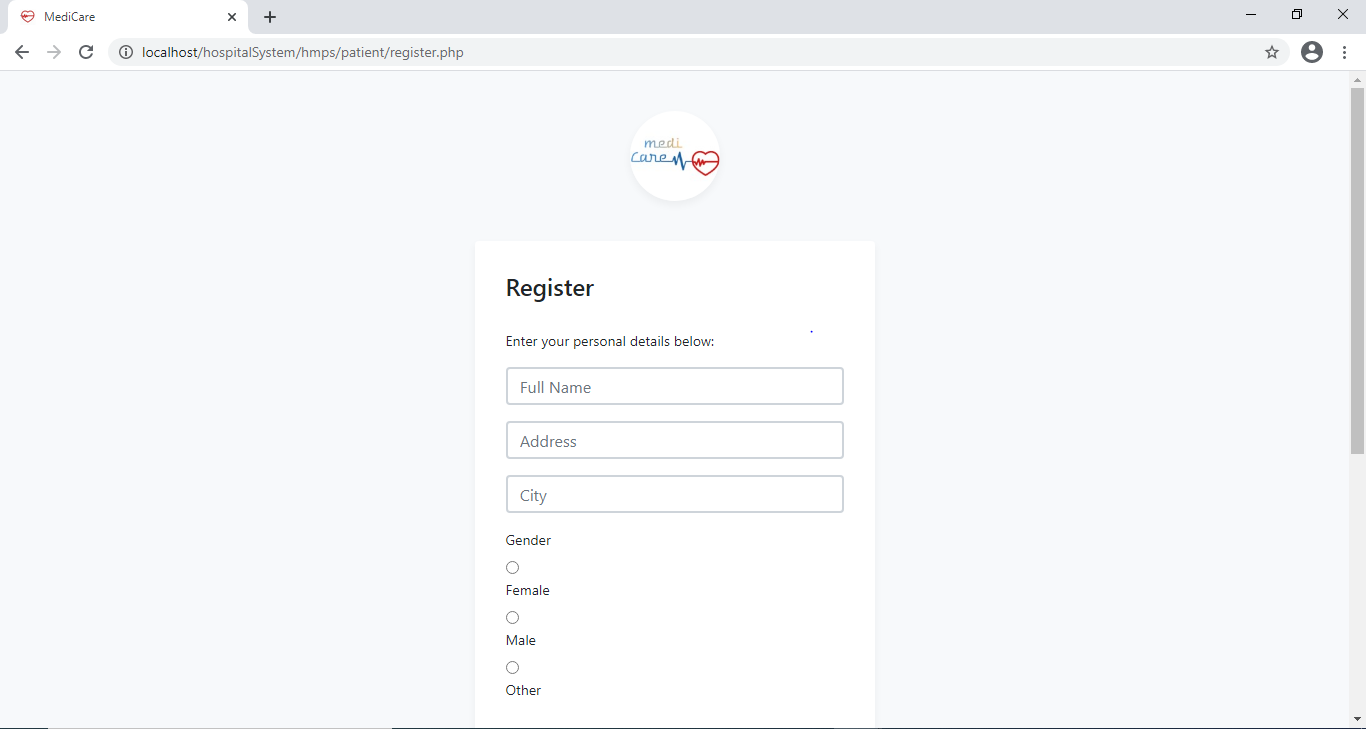 MediCare
localhost/hospitalSystem/hmps/patient/register.php
medi
Care
Register
Enter your personal details below:
Full Name
Address
City
Gender
Female
Male
Other